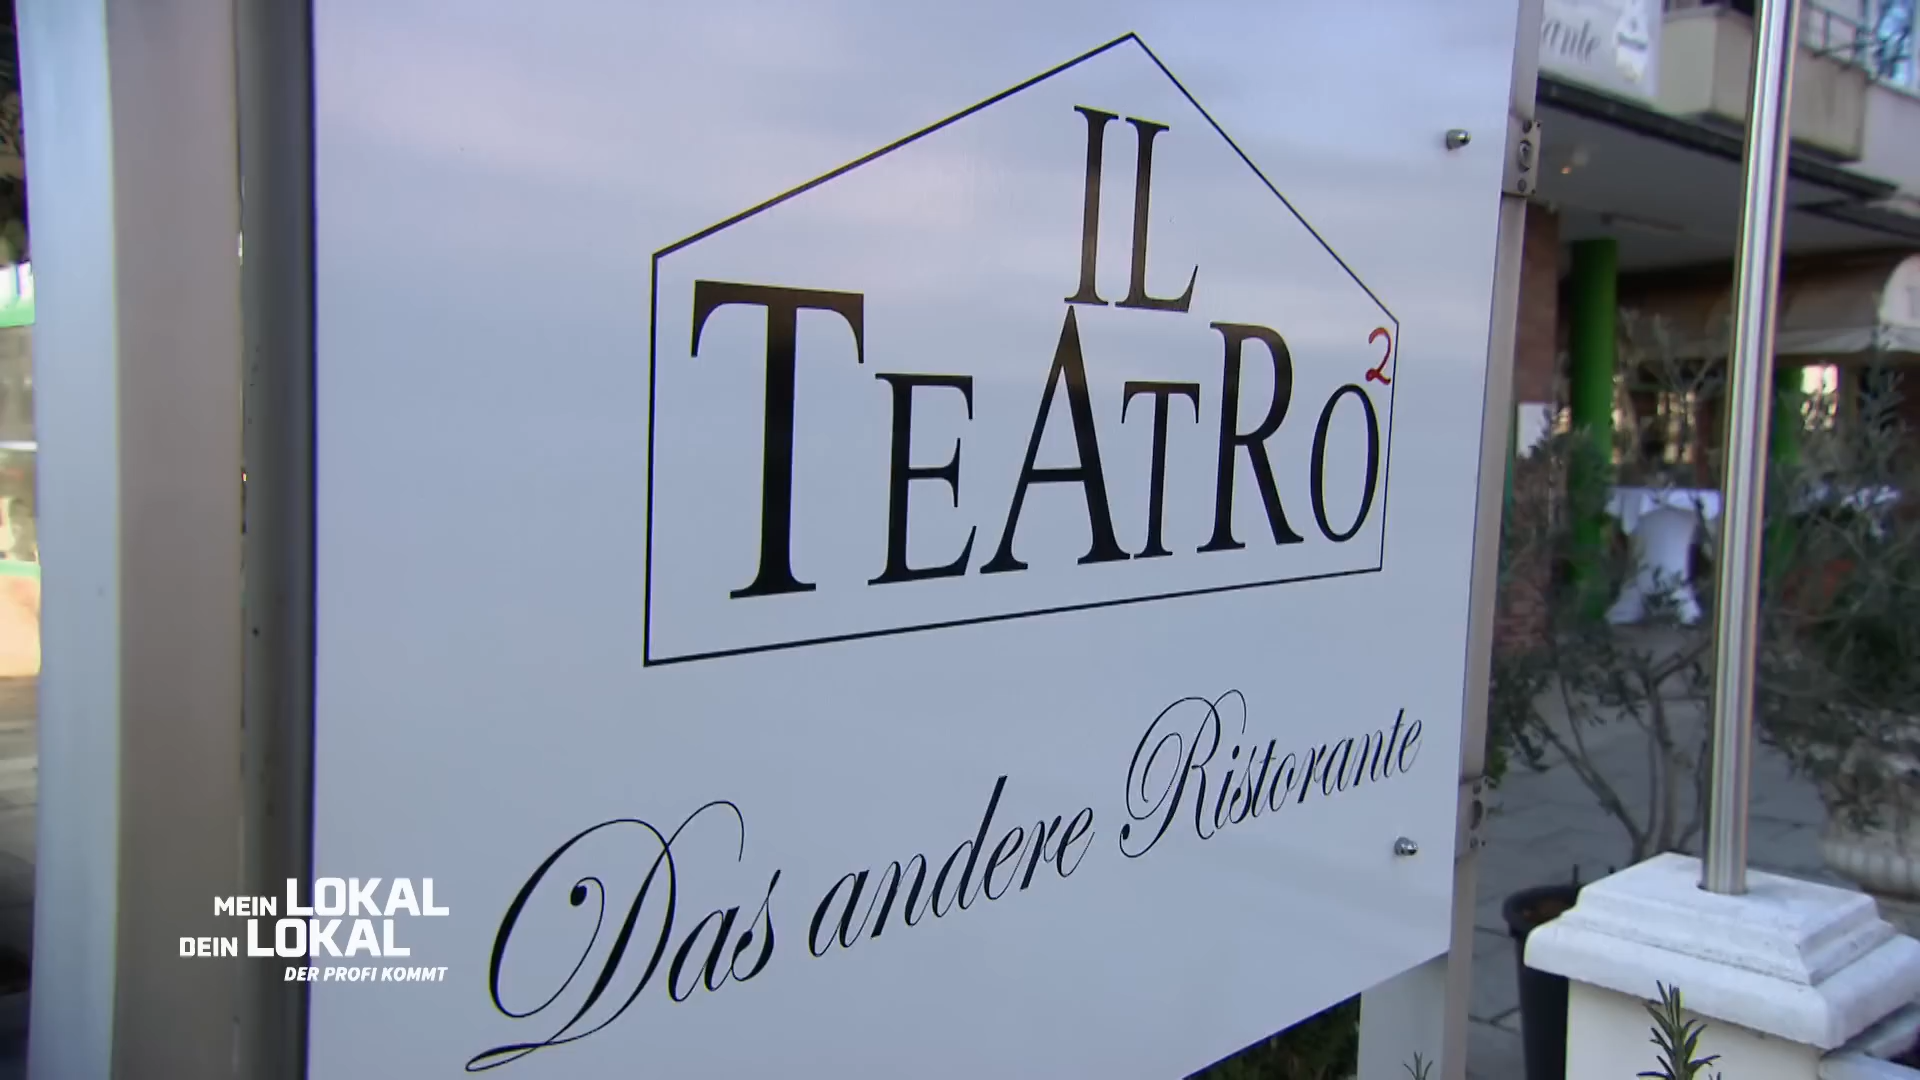 IL
TEATRO²
Das andere Ristorante
MEIN LOKAL
DEIN LOKAL
DER PROFI KOMMT